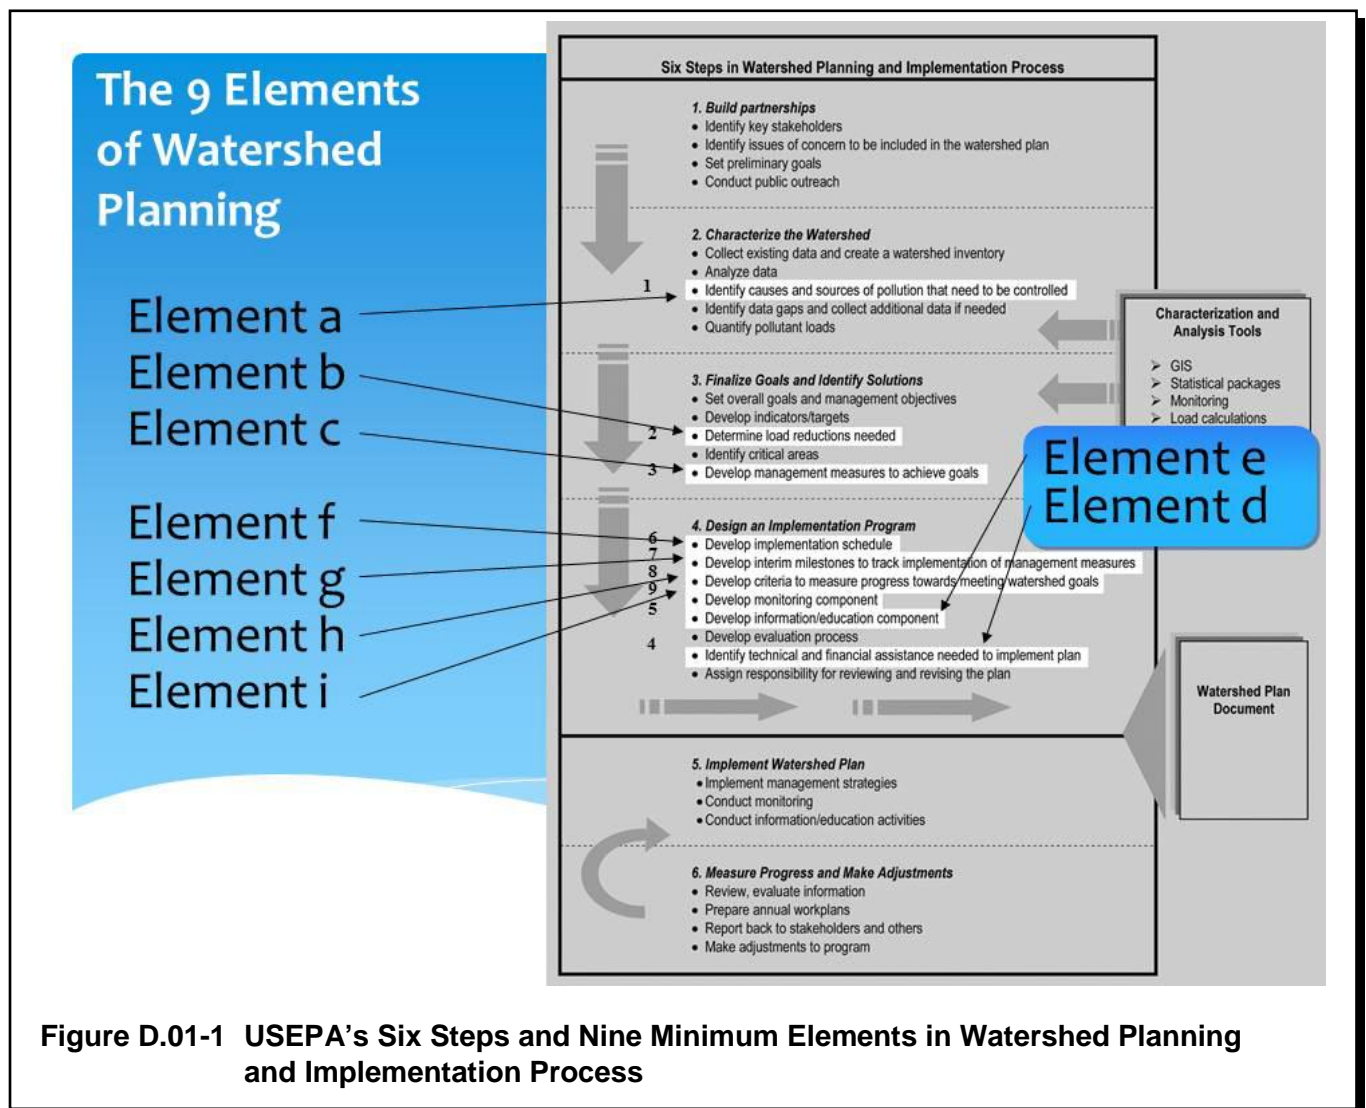 The 9 Elements
of Watershed
Planning
Element a
Element b
Element c
Element f
Element g
Element h
Element i
Six Steps in Watershed Planning and Implementation Process
1. Build partnerships
• Identify key stakeholders
• Identify issues of concern to be included in the watershed plan
• Set preliminary goals
• Conduct public outreach
2. Characterize the Watershed
• Collect existing data and create a watershed inventory
• Analyze data
1 • Identify causes and sources of pollution that need to be controlled
• Identify data gaps and collect additional data if needed
• Quantify pollutant loads
3. Finalize Goals and Identify Solutions
• Set overall goals and management objectives
• Develop indicators/targets
2 • Determine load reductions needed
• Identify critical areas
3 • Develop management measures to achieve goals
4. Design an Implementation Program
6 • Develop implementation schedule
7 • Develop interim milestones to track implementation of management measures
8 • Develop criteria to measure progress towards meeting watershed goals
9 • Develop monitoring component
5 • Develop information/education component
• Develop evaluation process
4 • Identify technical and financial assistance needed to implement plan
• Assign responsibility for reviewing and revising the plan
5. Implement Watershed Plan
• Implement management strategies
• Conduct monitoring
• Conduct information/education activities
6. Measure Progress and Make Adjustments
• Review, evaluate information
• Prepare annual workplans
• Report back to stakeholders and others
• Make adjustments to program
Characterization and
Analysis Tools
➢ GIS
➢ Statistical packages
➢ Monitoring
➢ Load calculations
Element e
Element d
Watershed Plan
Document
Figure D.01-1 USEPA's Six Steps and Nine Minimum Elements in Watershed Planning
and Implementation Process